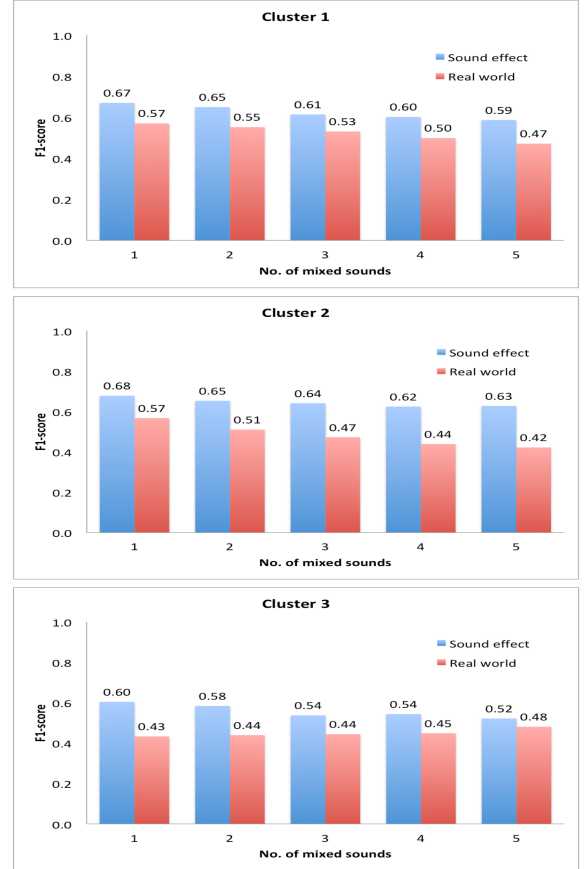 Cluster 1
1.0
0.8
0.6
0.4
0.2
0.0
F1-score
Sound effect
Real world
0.67 0.57 0.65 0.55 0.61 0.53 0.60 0.50 0.59 0.47
1 2 3 4 5
No. of mixed sounds
Cluster 2
1.0
0.8
0.6
0.4
0.2
0.0
F1-score
Sound effect
Real world
0.68 0.57 0.65 0.51 0.64 0.47 0.62 0.44 0.63 0.42
1 2 3 4 5
No. of mixed sounds
Cluster 3
1.0
0.8
0.6
0.4
0.2
0.0
F1-score
Sound effect
Real world
0.60 0.43 0.58 0.44 0.54 0.44 0.54 0.45 0.52 0.48
1 2 3 4 5
No. of mixed sounds